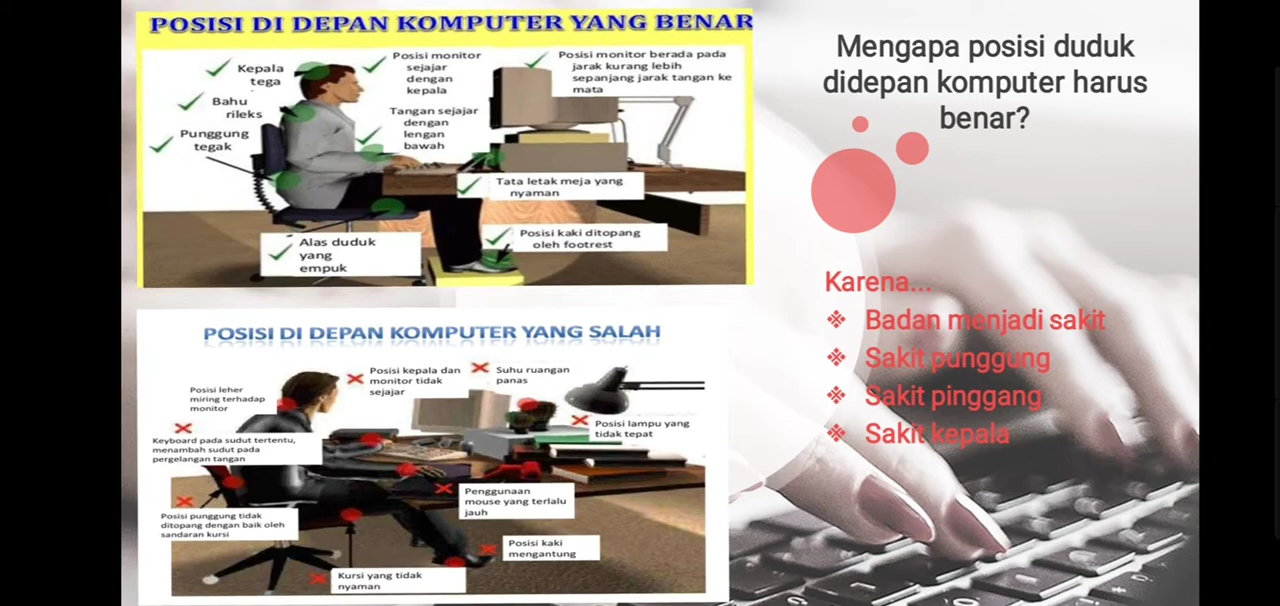 POSISI DI DEPAN KOMPUTER YANG BENAR
Kepala
tega
Bahu
rileks
Punggung
tegak
Posisi monitor
sejajar
dengan
kepala
Tangan sejajar
dengan
lengan
bawah
Posisi monitor berada pada
jarak kurang lebih
sepanjang jarak tangan ke
mata
Tata letak meja yang
nyaman
Posisi kaki ditopang
oleh footrest
Alas duduk
yang
empuk
POSISI DI DEPAN KOMPUTER YANG SALAH
Posisi leher
miring terhadap
monitor
Posisi kepala dan
monitor tidak
sejajar
Suhu ruangan
panas
Posisi lampu yang
tidak tepat
Keyboard pada sudut tertentu,
menambah sudut pada
pergelangan tangan
Penggunaan
mouse yang terlalu
jauh
Posisi punggung tidak
ditopang dengan baik oleh
sandaran kursi
Posisi kaki
mengantung
Kursi yang tidak
nyaman
Mengapa posisi duduk
didepan komputer harus
benar?
Karena...
❖ Badan menjadi sakit
❖ Sakit punggung
❖ Sakit pinggang
❖ Sakit kepala